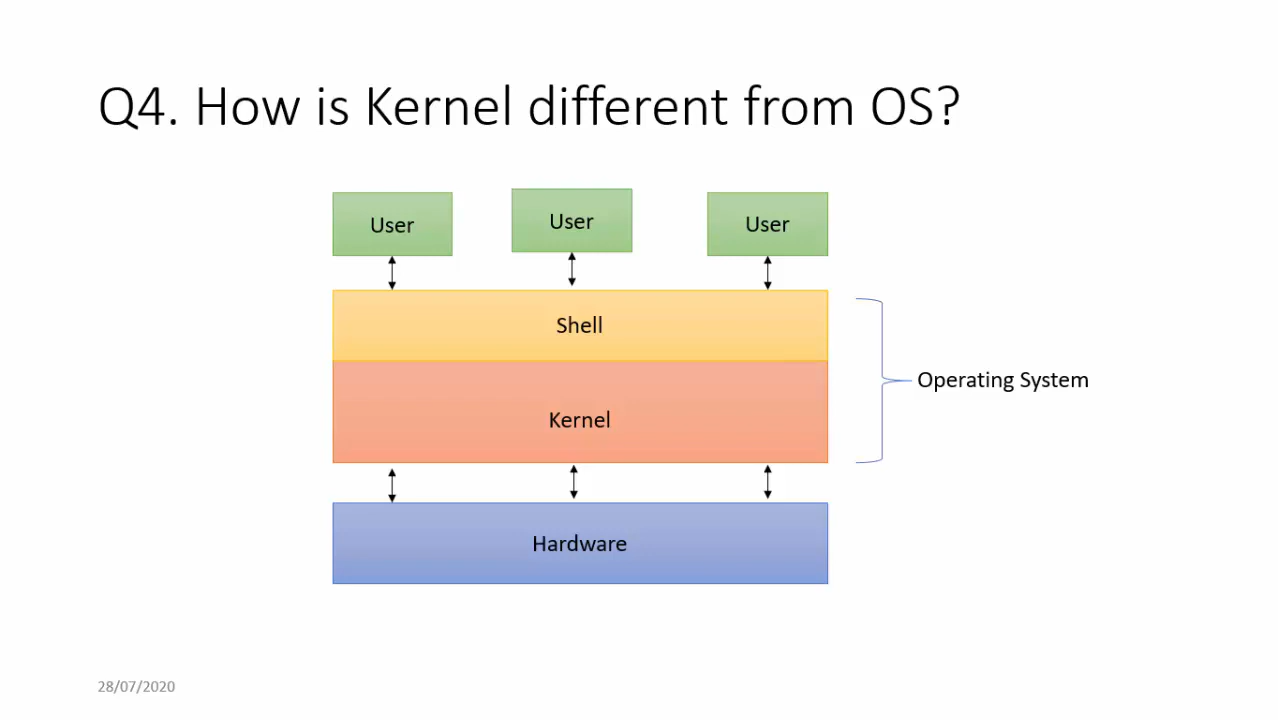 Q4. How is Kernel different from OS?
User
User
User
Shell
Kernel
Operating System
Hardware
28/07/2020